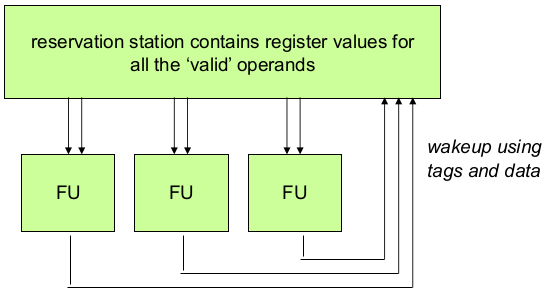 reservation station contains register values for
all the ‘valid’ operands
wakeup using
tags and data
FU
FU
FU